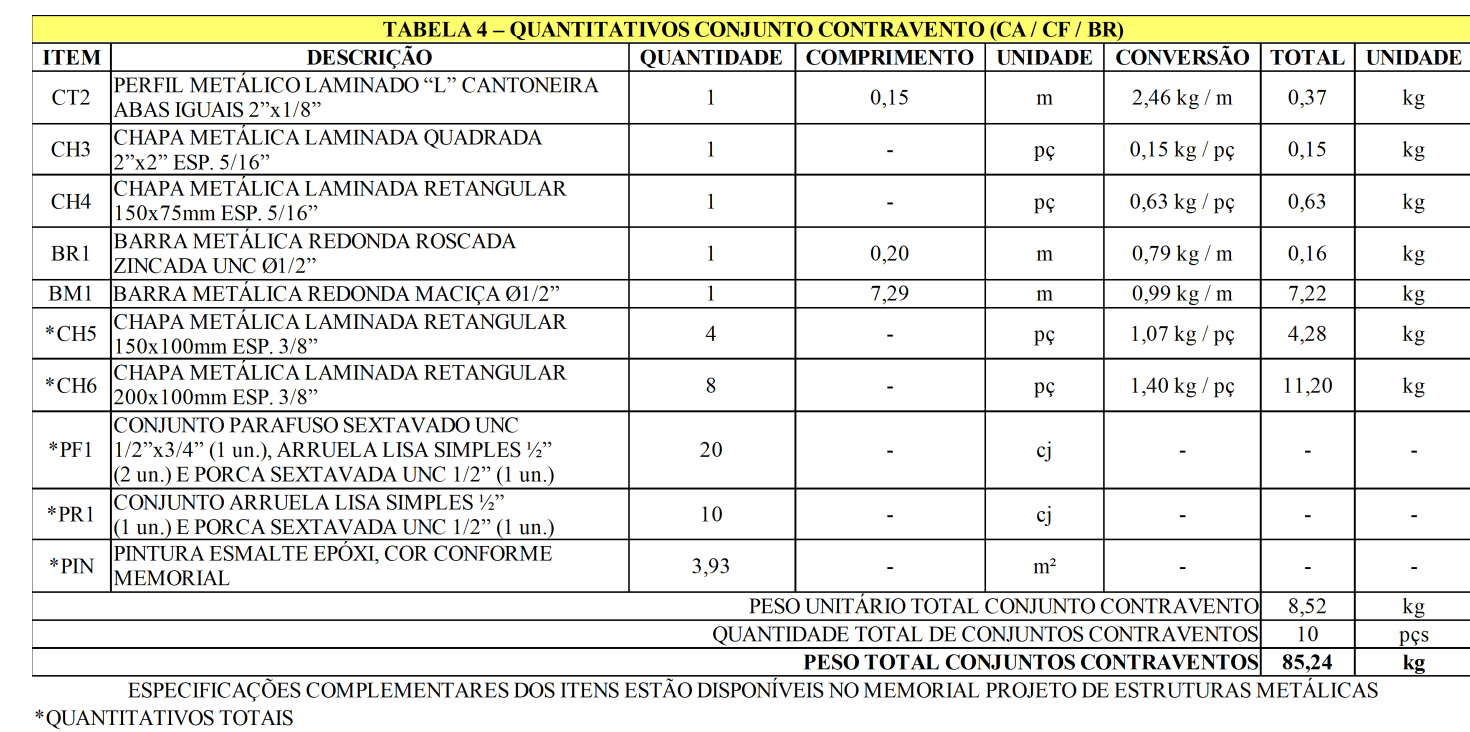 TABELA 4 – QUANTITATIVOS CONJUNTO CONTRAVENTO (CA / CF / BR)
ITEM DESCRIÇÃO QUANTIDADE COMPRIMENTO UNIDADE CONVERSÃO TOTAL UNIDADE
CT2 PERFIL METÁLICO LAMINADO “L” CANTONEIRA
ABAS IGUAIS 2”x1/8” 1 0,15 m 2,46 kg / m 0,37 kg
CH3 CHAPA METÁLICA LAMINADA QUADRADA
2”x2” ESP. 5/16” 1 - pç 0,15 kg / pç 0,15 kg
CH4 CHAPA METÁLICA LAMINADA RETANGULAR
150x75mm ESP. 5/16” 1 - pç 0,63 kg / pç 0,63 kg
BR1 BARRA METÁLICA REDONDA ROSCADA
ZINCADA UNC Ø1/2” 1 0,20 m 0,79 kg / m 0,16 kg
BM1 BARRA METÁLICA REDONDA MACIÇA Ø1/2” 1 7,29 m 0,99 kg / m 7,22 kg
*CH5 CHAPA METÁLICA LAMINADA RETANGULAR
150x100mm ESP. 3/8” 4 - pç 1,07 kg / pç 4,28 kg
*CH6 CHAPA METÁLICA LAMINADA RETANGULAR
200x100mm ESP. 3/8” 8 - pç 1,40 kg / pç 11,20 kg
*PF1 CONJUNTO PARAFUSO SEXTAVADO UNC
1/2”x3/4” (1 un.), ARRUELA LISA SIMPLES ½”
(2 un.) E PORCA SEXTAVADA UNC 1/2” (1 un.) 20 - cj - - -
*PR1 CONJUNTO ARRUELA LISA SIMPLES ½”
(1 un.) E PORCA SEXTAVADA UNC 1/2” (1 un.) 10 - cj - - -
*PIN PINTURA ESMALTE EPÓXI, COR CONFORME
MEMORIAL 3,93 - m² - - -
PESO UNITÁRIO TOTAL CONJUNTO CONTRAVENTO 8,52 kg
QUANTIDADE TOTAL DE CONJUNTOS CONTRAVENTOS 10 pçs
PESO TOTAL CONJUNTOS CONTRAVENTOS 85,24 kg
ESPECIFICAÇÕES COMPLEMENTARES DOS ITENS ESTÃO DISPONÍVEIS NO MEMORIAL PROJETO DE ESTRUTURAS METÁLICAS
*QUANTITATIVOS TOTAIS